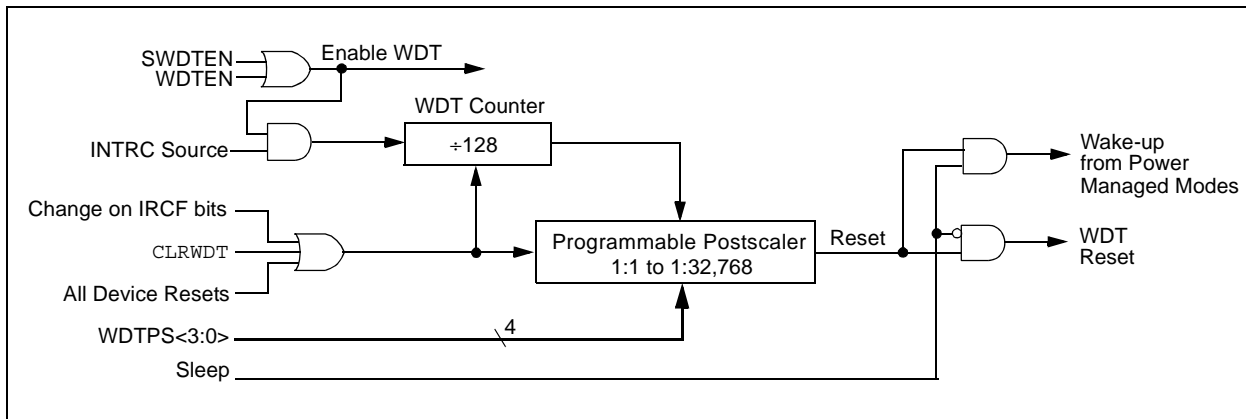 SWDTEN
WDTEN
Enable WDT
WDT Counter
÷128
INTRC Source
Wake-up
from Power
Managed Modes
Change on IRCF bits
CLRWDT
All Device Resets
Programmable Postscaler
1:1 to 1:32,768
Reset
WDT
Reset
WDTPS<3:0>
4
Sleep